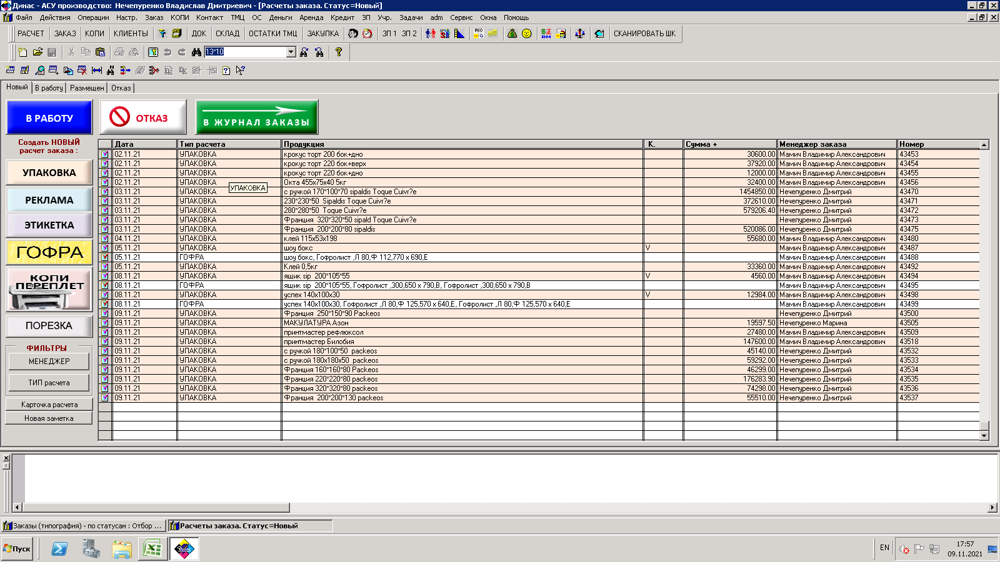 Динас - АСУ производство: Нечепуренко Владислав Дмитриевич - [Расчеты заказа. Статус=Новый]
Файл Действия Операции Настр. Заказ КОПИ Контакт ТМЦ ОС Деньги Аренда Кредит ЗП Учр. Задачи adm Сервис Окна Помощь
РАСЧЕТ ЗАКАЗ КОПИ КЛИЕНТЫ ДОК СКЛАД ОСТАТКИ ТМЦ ЗАКУПКА ЗП 1 ЗП 2 РКО DM СКАНИРОВАТЬ ШК
13*10
Новый В работу Размещен Отказ
В РАБОТУ ОТКАЗ В ЖУРНАЛ ЗАКАЗЫ
Создать НОВЫЙ
расчет заказа :
УПАКОВКА
РЕКЛАМА
ЭТИКЕТКА
ГОФРА
КОПИ
ПЕРЕПЛЕТ
ПОРЕЗКА
ФИЛЬТРЫ
МЕНЕДЖЕР
ТИП расчета
Карточка расчета
Новая заметка
Дата Тип расчета Продукция К. Сумма + Менеджер заказа Номер
02.11.21 УПАКОВКА крокус торт 200 бок+дно 30600.00 Мамич Владимир Александрович 43453
02.11.21 УПАКОВКА крокус торт 220 бок+верх 37920.00 Мамич Владимир Александрович 43454
02.11.21 УПАКОВКА крокус торт 220 бок+дно 12000.00 Мамич Владимир Александрович 43455
02.11.21 УПАКОВКА Окта 455х75х40 5кг 32400.00 Мамич Владимир Александрович 43456
УПАКОВКА
03.11.21 УПАКОВКА с ручкой 170*100*70 sipaldis Toque Cuivr?e 1454850.00 Нечепуренко Дмитрий 43470
03.11.21 УПАКОВКА 230*230*50 Sipaldis Toque Cuivr?e 372610.00 Нечепуренко Дмитрий 43471
03.11.21 УПАКОВКА 280*280*50 Toque Cuivr?e 579206.40 Нечепуренко Дмитрий 43472
03.11.21 УПАКОВКА Франция 320*320*50 sipald Toque Cuivr?e Нечепуренко Дмитрий 43473
03.11.21 УПАКОВКА Франция 200*200*80 sipaldis 520086.00 Нечепуренко Дмитрий 43475
04.11.21 УПАКОВКА клей 115х53х198 55680.00 Мамич Владимир Александрович 43480
05.11.21 УПАКОВКА шоу бокс V Мамич Владимир Александрович 43487
05.11.21 ГОФРА шоу бокс, Гофролист ,Л 80,Ф 112,770 х 690,Е Мамич Владимир Александрович 43488
05.11.21 УПАКОВКА Клей 0,5кг 33360.00 Мамич Владимир Александрович 43492
08.11.21 УПАКОВКА ящик sip 200*105*55 V 4560.00 Мамич Владимир Александрович 43494
08.11.21 ГОФРА ящик sip 200*105*55, Гофролист ,300,650 х 790,В, Гофролист ,300,650 х 790,В Мамич Владимир Александрович 43495
08.11.21 УПАКОВКА успех 140х100х30 V 12984.00 Мамич Владимир Александрович 43498
08.11.21 ГОФРА успех 140х100х30, Гофролист ,Л 80,Ф 125,570 х 640,Е, Гофролист ,Л 80,Ф 125,570 х 640,Е Мамич Владимир Александрович 43499
09.11.21 УПАКОВКА Франция 250*150*90 Packeos Нечепуренко Дмитрий 43500
09.11.21 УПАКОВКА МАКУЛАТУРА Азон 19597.50 Нечепуренко Марина 43505
09.11.21 УПАКОВКА принтмастер рефлюксол 27480.00 Мамич Владимир Александрович 43509
09.11.21 УПАКОВКА принтмастер Билобия 147600.00 Мамич Владимир Александрович 43518
09.11.21 УПАКОВКА с ручкой 180*100*50 packeos 45140.00 Нечепуренко Дмитрий 43532
09.11.21 УПАКОВКА с ручкой 180х180х50 packeos 59292.00 Нечепуренко Дмитрий 43533
09.11.21 УПАКОВКА Франция 160*160*80 Packeos 46299.00 Нечепуренко Дмитрий 43534
09.11.21 УПАКОВКА Франция 220*220*80 packeos 176283.90 Нечепуренко Дмитрий 43535
09.11.21 УПАКОВКА Франция 320*320*80 packeos 74298.00 Нечепуренко Дмитрий 43536
09.11.21 УПАКОВКА Франция 200*200*130 packeos 55510.00 Нечепуренко Дмитрий 43537
Заказы (типография) - по статусам : Отбор ... Расчеты заказа. Статус=Новый
Пуск EN 17:57
09.11.2021